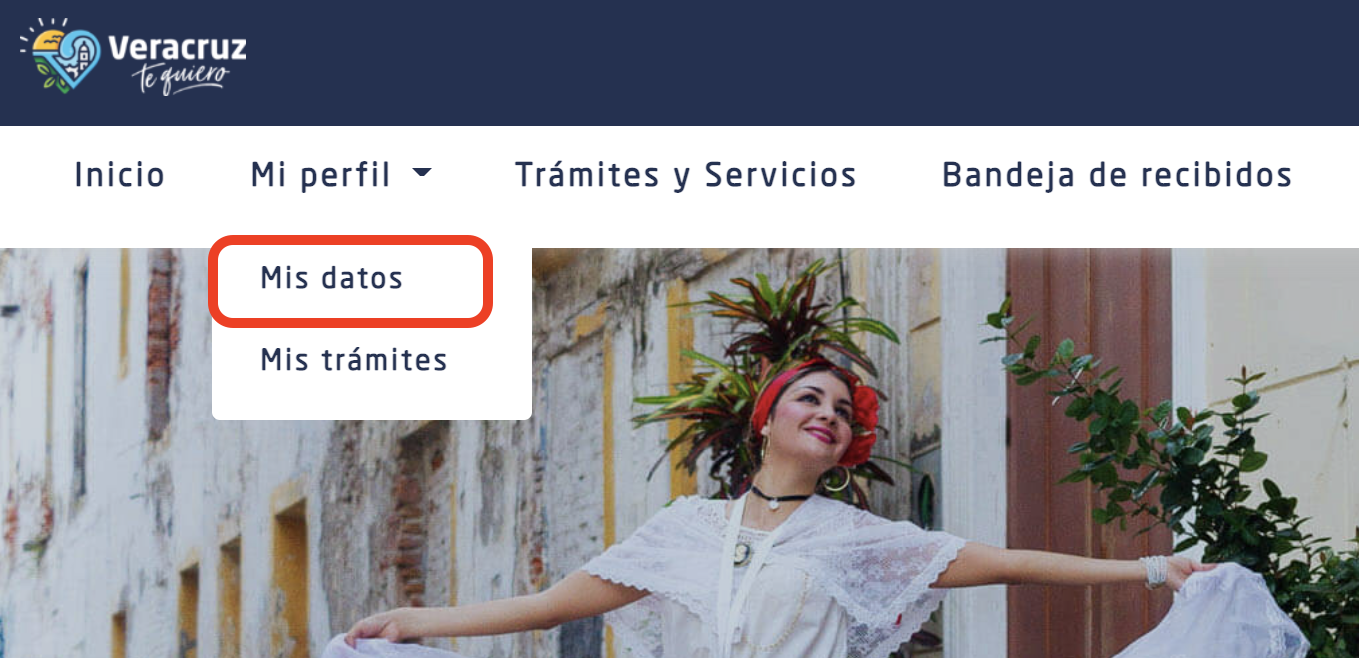 Veracruz
te quiero
Inicio Mi perfil Trámites y Servicios Bandeja de recibidos
Mis datos
Mis trámites